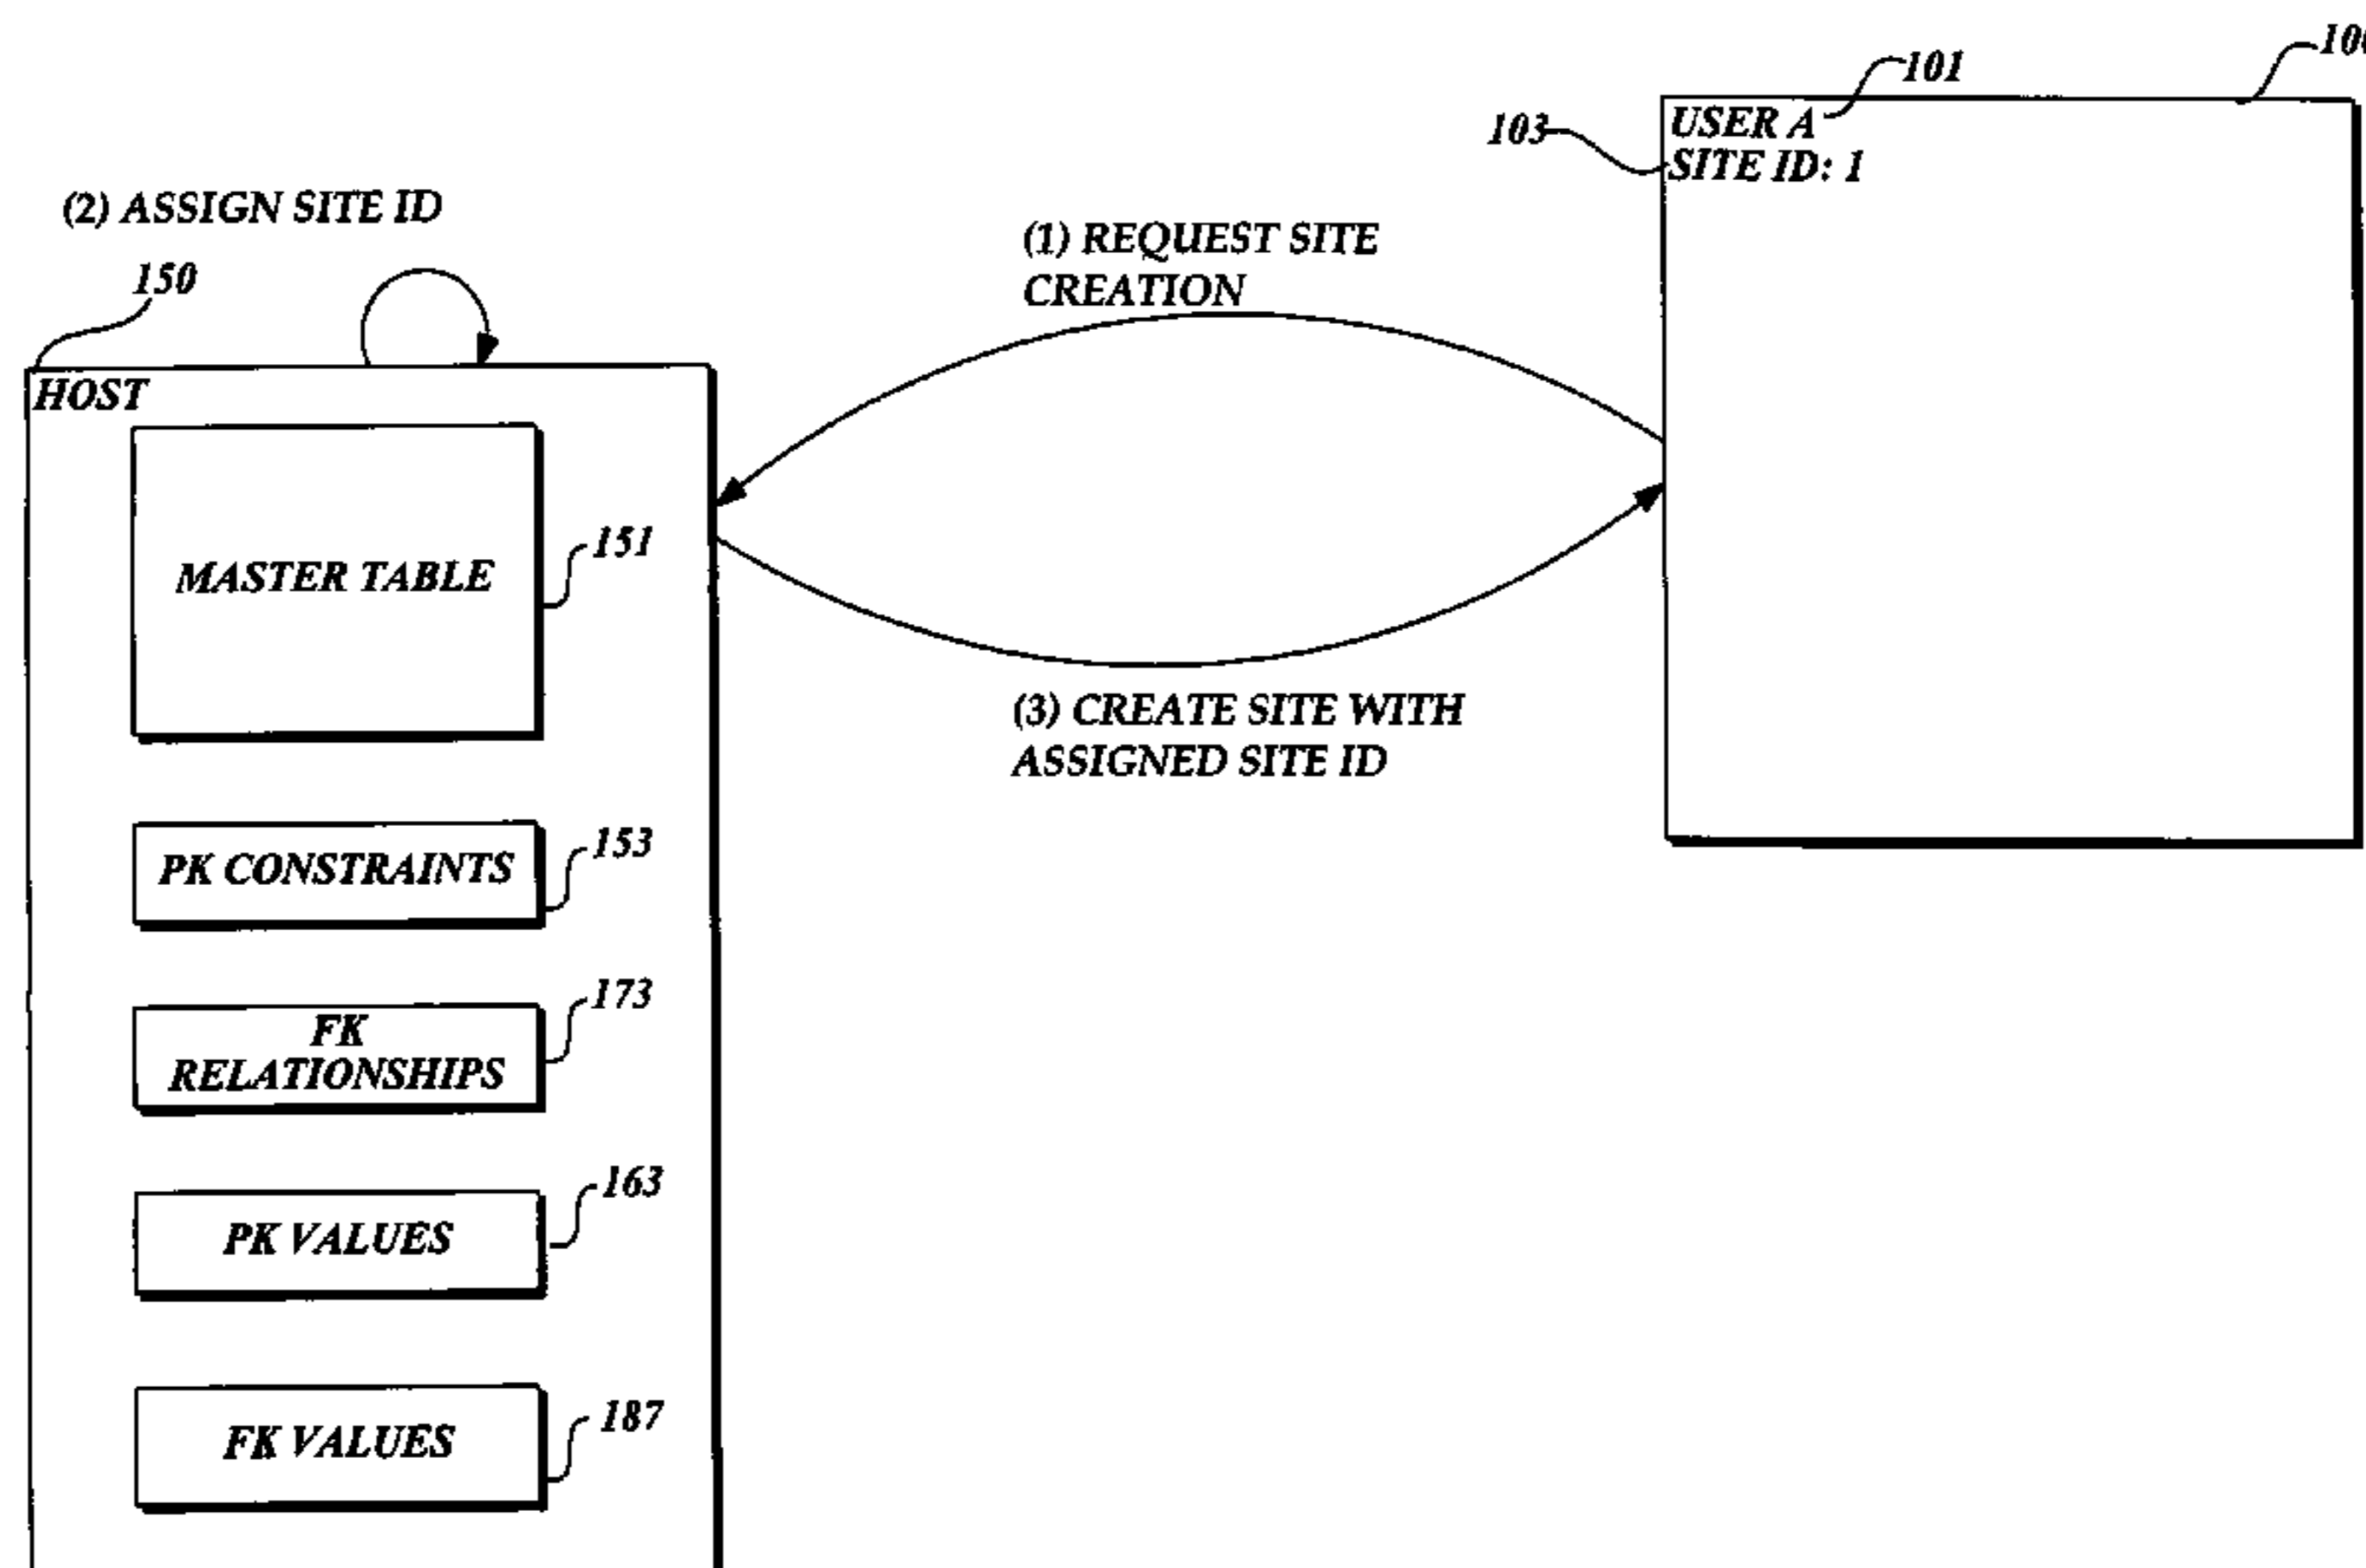 101
103
USER A
SITE ID: 1
(2) ASSIGN SITE ID
150
(1) REQUEST SITE
CREATION
HOST
MASTER TABLE
151
(3) CREATE SITE WITH
ASSIGNED SITE ID
PK CONSTRAINTS
153
FK
RELATIONSHIPS
173
PK VALUES
163
FK VALUES
187